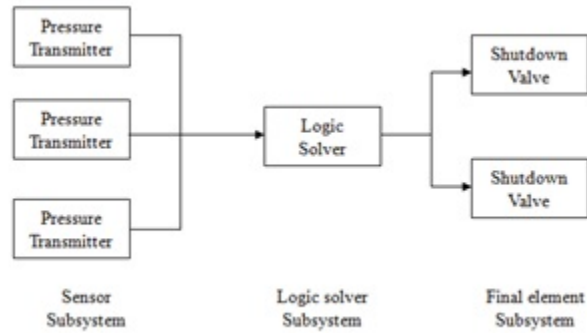 Pressure
Transmitter
Pressure
Transmitter
Pressure
Transmitter
Logic
Solver
Shutdown
Valve
Shutdown
Valve
Sensor
Subsystem
Logic solver
Subsystem
Final element
Subsystem